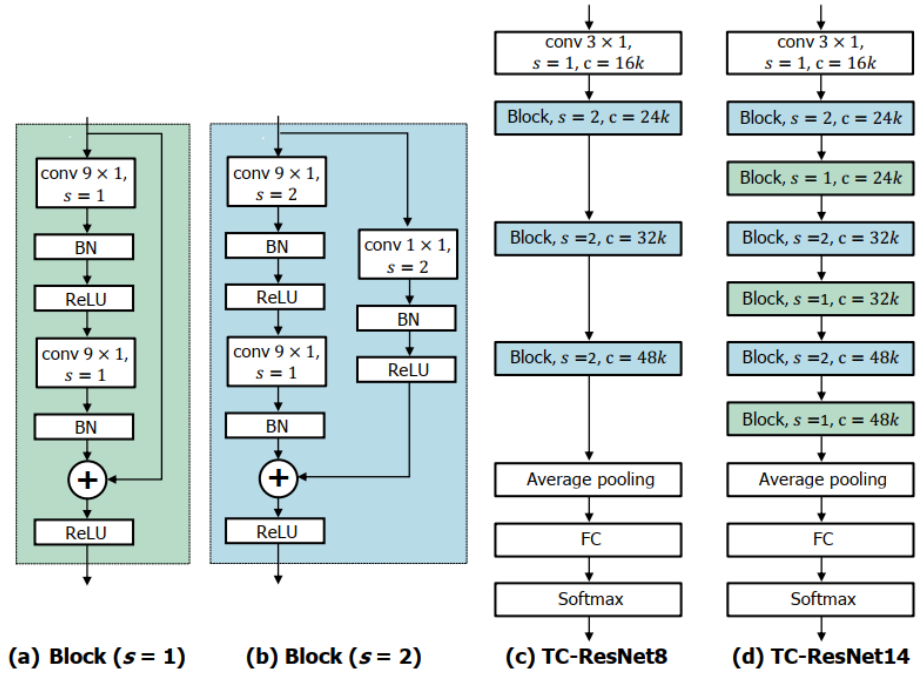 conv 3 × 1,
s = 1, c = 16k
Block, s = 2, c = 24k
Block, s =2, c = 32k
Block, s =2, c = 48k
Average pooling
FC
Softmax
conv 3 × 1,
s = 1, c = 16k
Block, s = 2, c = 24k
Block, s = 1, c = 24k
Block, s =2, c = 32k
Block, s =1, c = 32k
Block, s =2, c = 48k
Block, s =1, c = 48k
Average pooling
FC
Softmax
conv 9 × 1,
s = 1
BN
ReLU
conv 9 × 1,
s = 1
BN
+
ReLU
conv 9 × 1,
s = 2
BN
ReLU
conv 9 × 1,
s = 1
BN
+
ReLU
conv 1 × 1,
s = 2
BN
ReLU
(a) Block (s = 1)
(b) Block (s = 2)
(c) TC-ResNet8
(d) TC-ResNet14